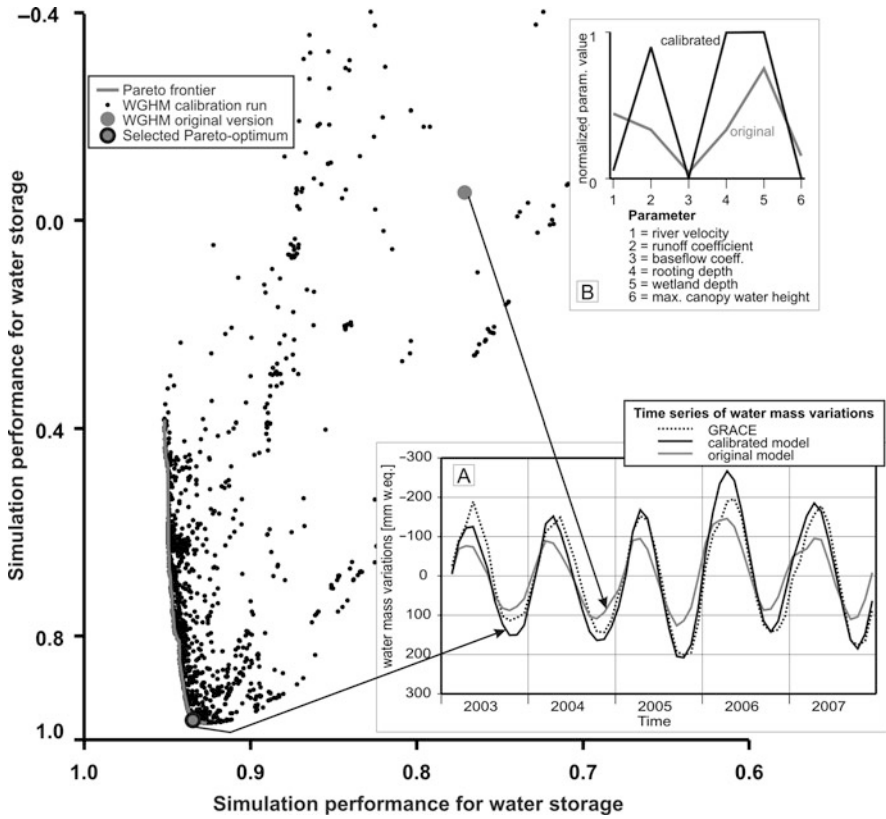 −0.4
0.0
0.2
0.4
0.8
1.0
Simulation performance for water storage
1.0
0.9
0.8
0.7
0.6
Simulation performance for water storage
Pareto frontier
WGHM calibration run
WGHM original version
Selected Pareto-optimum
normalized param. value
1
0
calibrated
original
1 2 3 4 5 6
Parameter
1 = river velocity
2 = runoff coefficient
3 = baseflow coeff.
4 = rooting depth
5 = wetland depth
6 = max. canopy water height
B
Time series of water mass variations
GRACE
calibrated model
original model
A
water mass variations [mm w.eq.]
−300
−200
−100
0
100
200
300
2003 2004 2005 2006 2007
Time